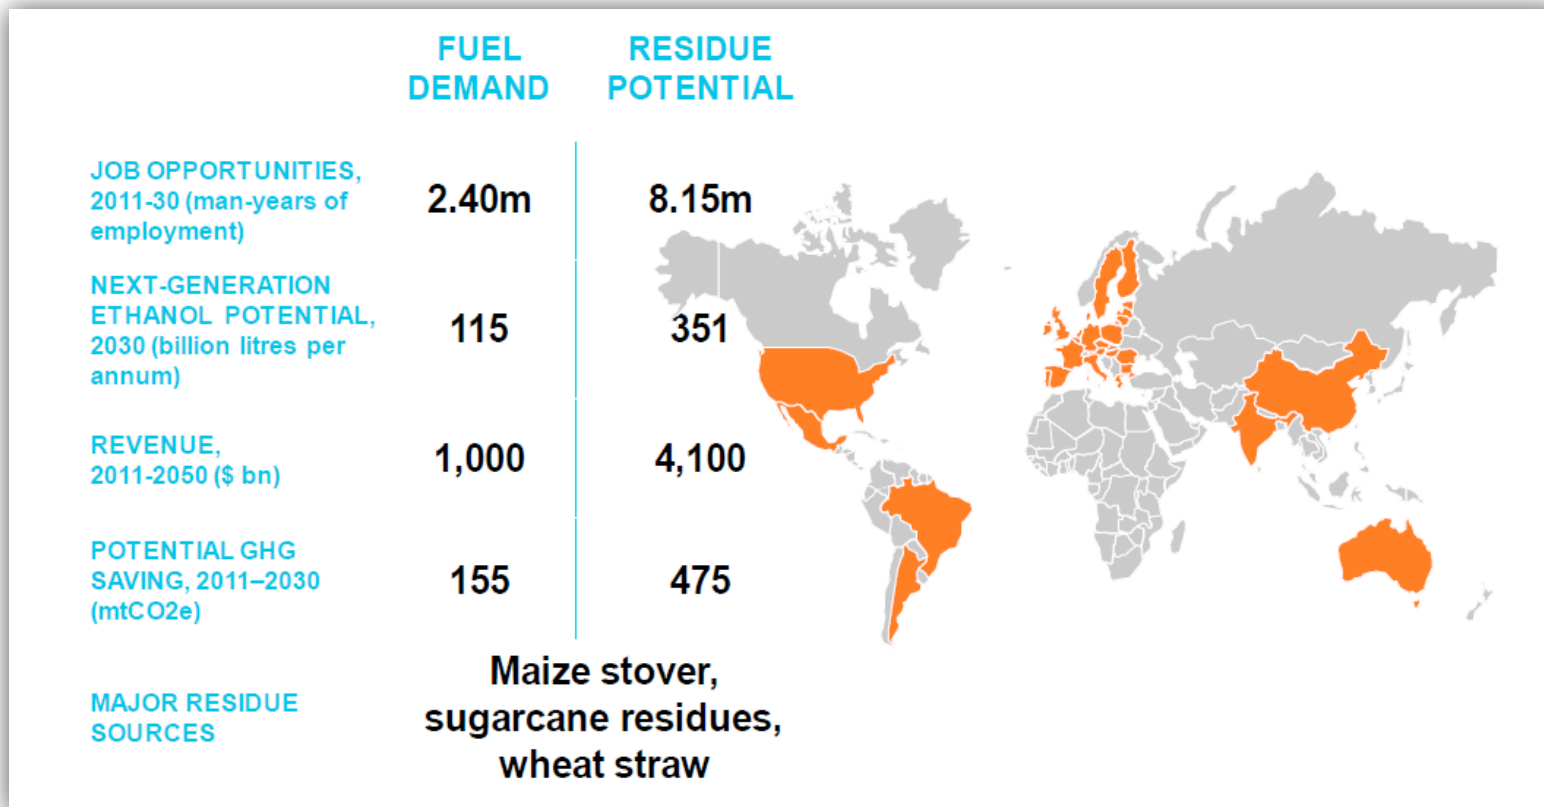 FUEL
DEMAND
RESIDUE
POTENTIAL
JOB OPPORTUNITIES,
2011-30 (man-years of
employment)
2.40m
8.15m
NEXT-GENERATION
ETHANOL POTENTIAL,
2030 (billion litres per
annum)
115
351
REVENUE,
2011-2050 ($ bn)
1,000
4,100
POTENTIAL GHG
SAVING, 2011–2030
(mtCO2e)
155
475
MAJOR RESIDUE
SOURCES
Maize stover,
sugarcane residues,
wheat straw